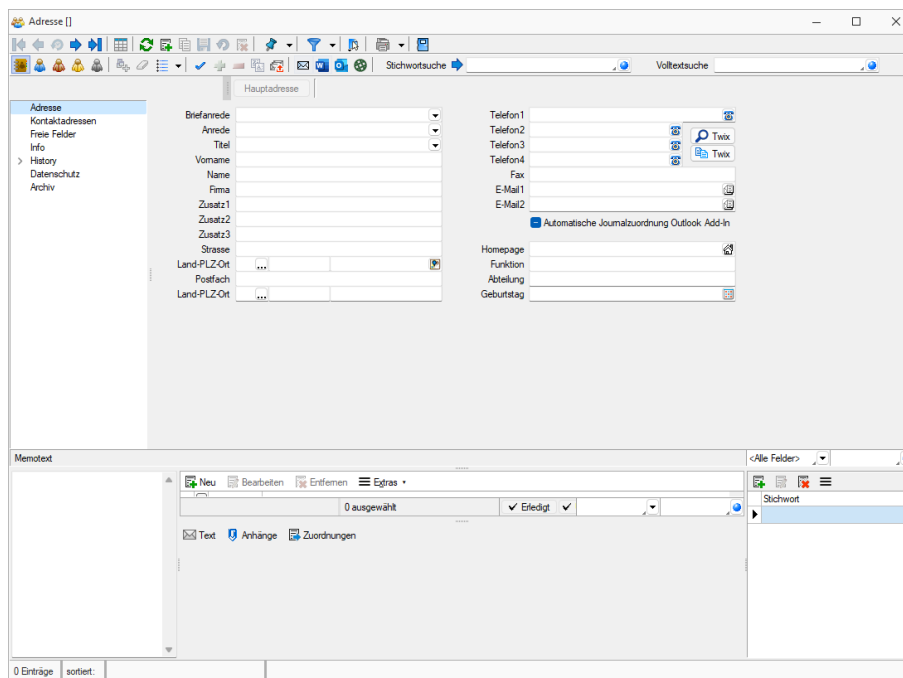 Adresse []
Stichwortsuche
Volltextsuche
Hauptadresse
Adresse
Kontaktadressen
Freie Felder
Info
History
Datenschutz
Archiv
Briefanrede
Anrede
Titel
Vorname
Name
Firma
Zusatz1
Zusatz2
Zusatz3
Strasse
Land-PLZ-Ort
...
Postfach
Land-PLZ-Ort
...
Telefon1
Telefon2
Telefon3
Telefon4
Twix
Twix
Fax
E-Mail1
E-Mail2
Automatische Journalzuordnung Outlook Add-In
Homepage
Funktion
Abteilung
Geburtstag
Memotext
<Alle Felder>
Neu Bearbeiten Entfernen Extras
0 ausgewählt
Erledigt
Text Anhänge Zuordnungen
Stichwort
0 Einträge sortiert: